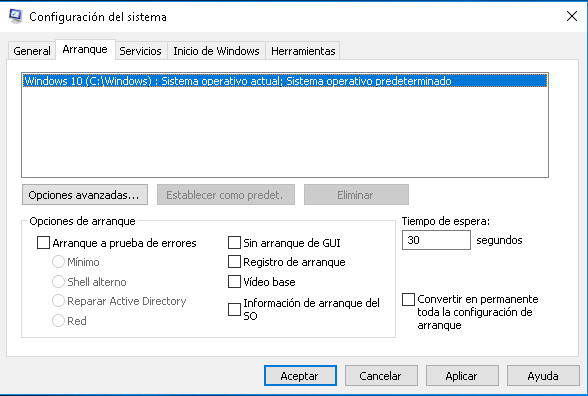 Configuración del sistema
General Arranque Servicios Inicio de Windows Herramientas
Windows 10 (C:\Windows) : Sistema operativo actual; Sistema operativo predeterminado
Opciones avanzadas... Establecer como predet. Eliminar
Opciones de arranque
Arranque a prueba de errores
Mínimo
Shell alterno
Reparar Active Directory
Red
Sin arranque de GUI
Registro de arranque
Vídeo base
Información de arranque del
SO
Tiempo de espera:
30 segundos
Convertir en permanente
toda la configuración de
arranque
Aceptar Cancelar Aplicar Ayuda